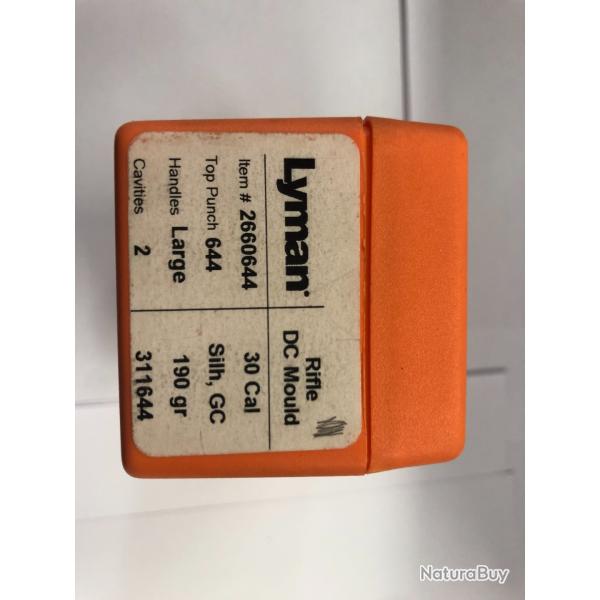 Lyman®
Rifle
DC Mould
Item # 2660644
30 Cal
Top Punch 644
Silh, GC
Handles Large
190 gr
Cavities 2
311644
NaturaBuy